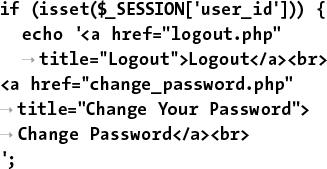 if (isset($_SESSION['user_id'])) {
echo '<a href="logout.php"
→ title="Logout">Logout</a><br>
<a href="change_password.php"
→ title="Change Your Password">
→ Change Password</a><br>
';